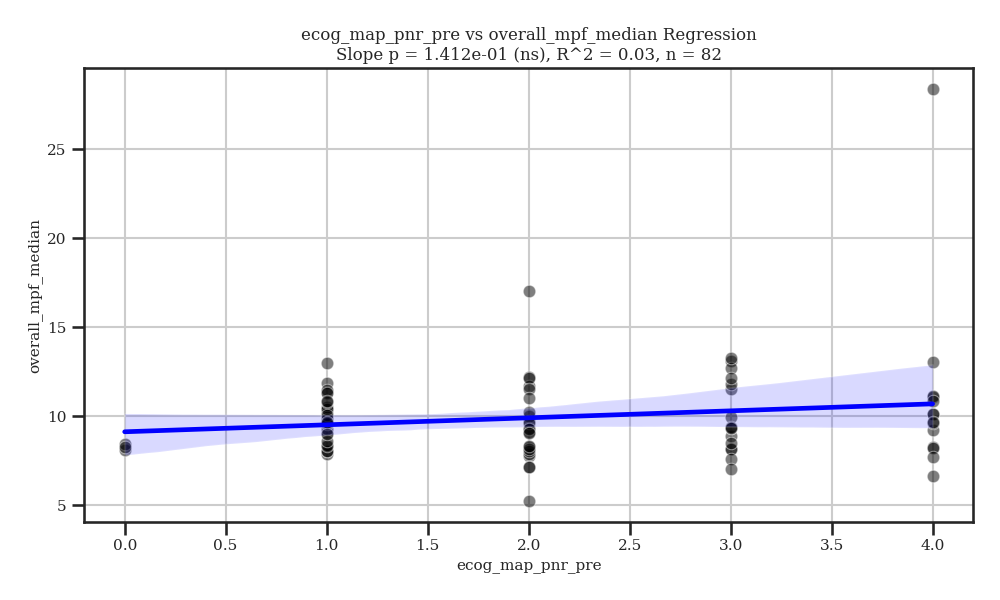 ecog_map_pnr_pre vs overall_mpf_median Regression
Slope p = 1.412e-01 (ns), R^2 = 0.03, n = 82
overall_mpf_median
25
20
15
10
5
0.0 0.5 1.0 1.5 2.0 2.5 3.0 3.5 4.0
ecog_map_pnr_pre